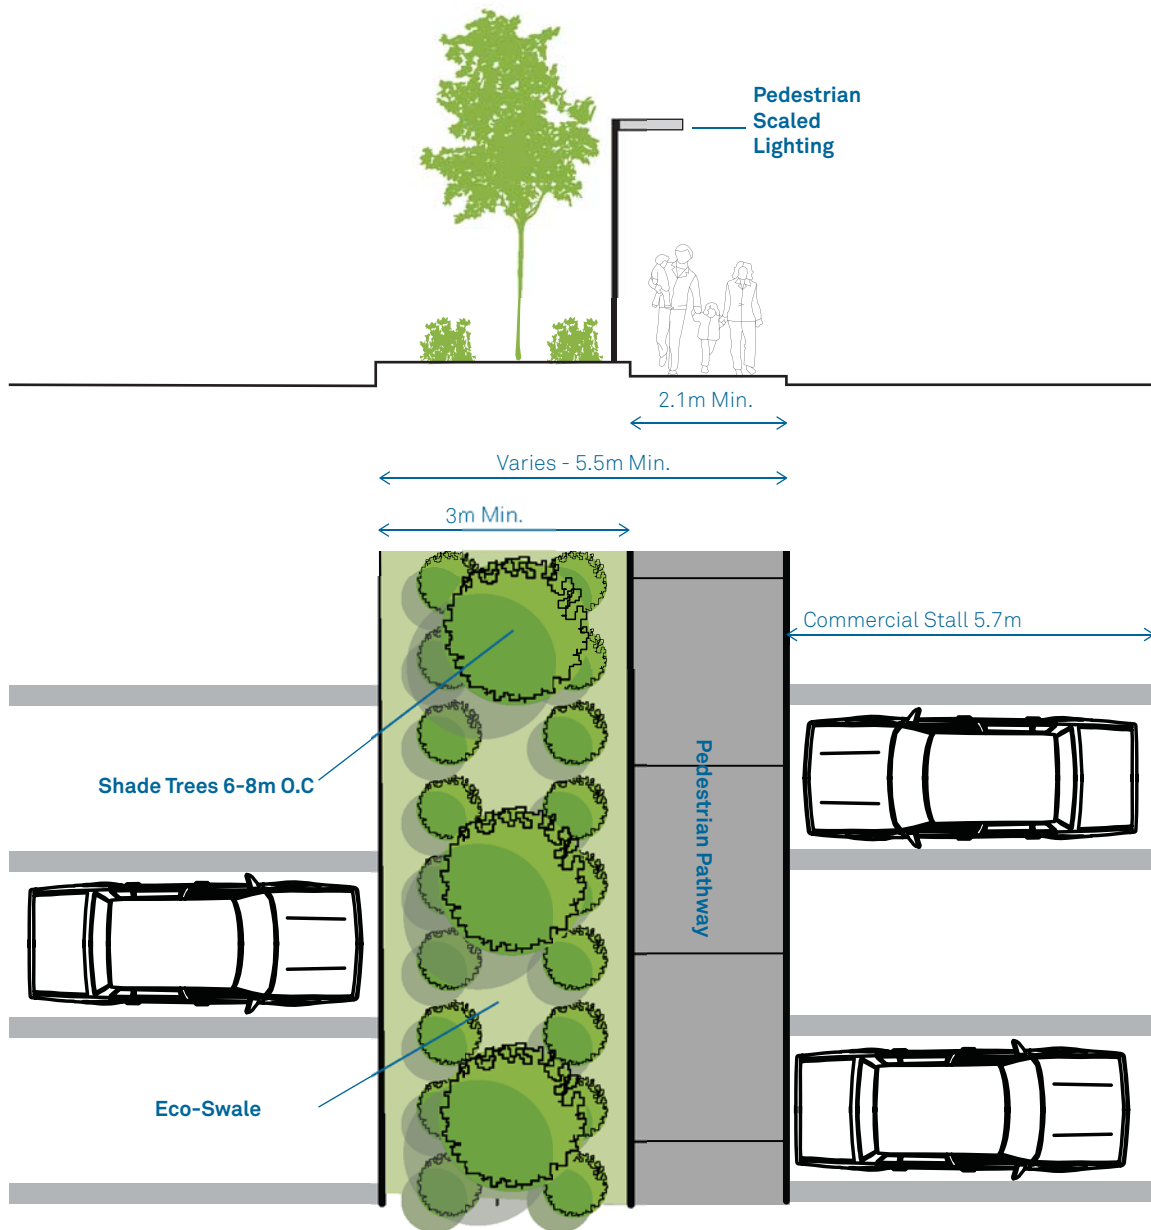 Pedestrian
Scaled
Lighting
2.1m Min.
Varies - 5.5m Min.
3m Min.
Commercial Stall 5.7m
Shade Trees 6-8m O.C
Pedestrian Pathway
Eco-Swale